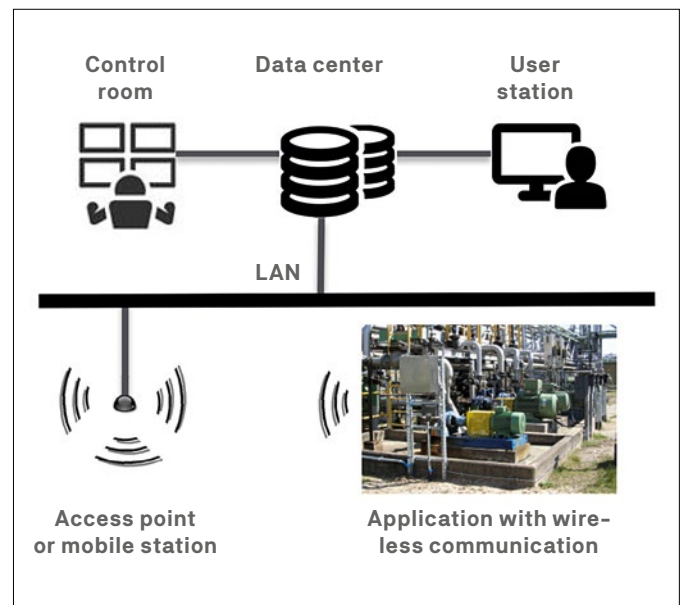 Control
room
Data center
User
station
LAN
Access point
or mobile station
Application with wire-
less communication